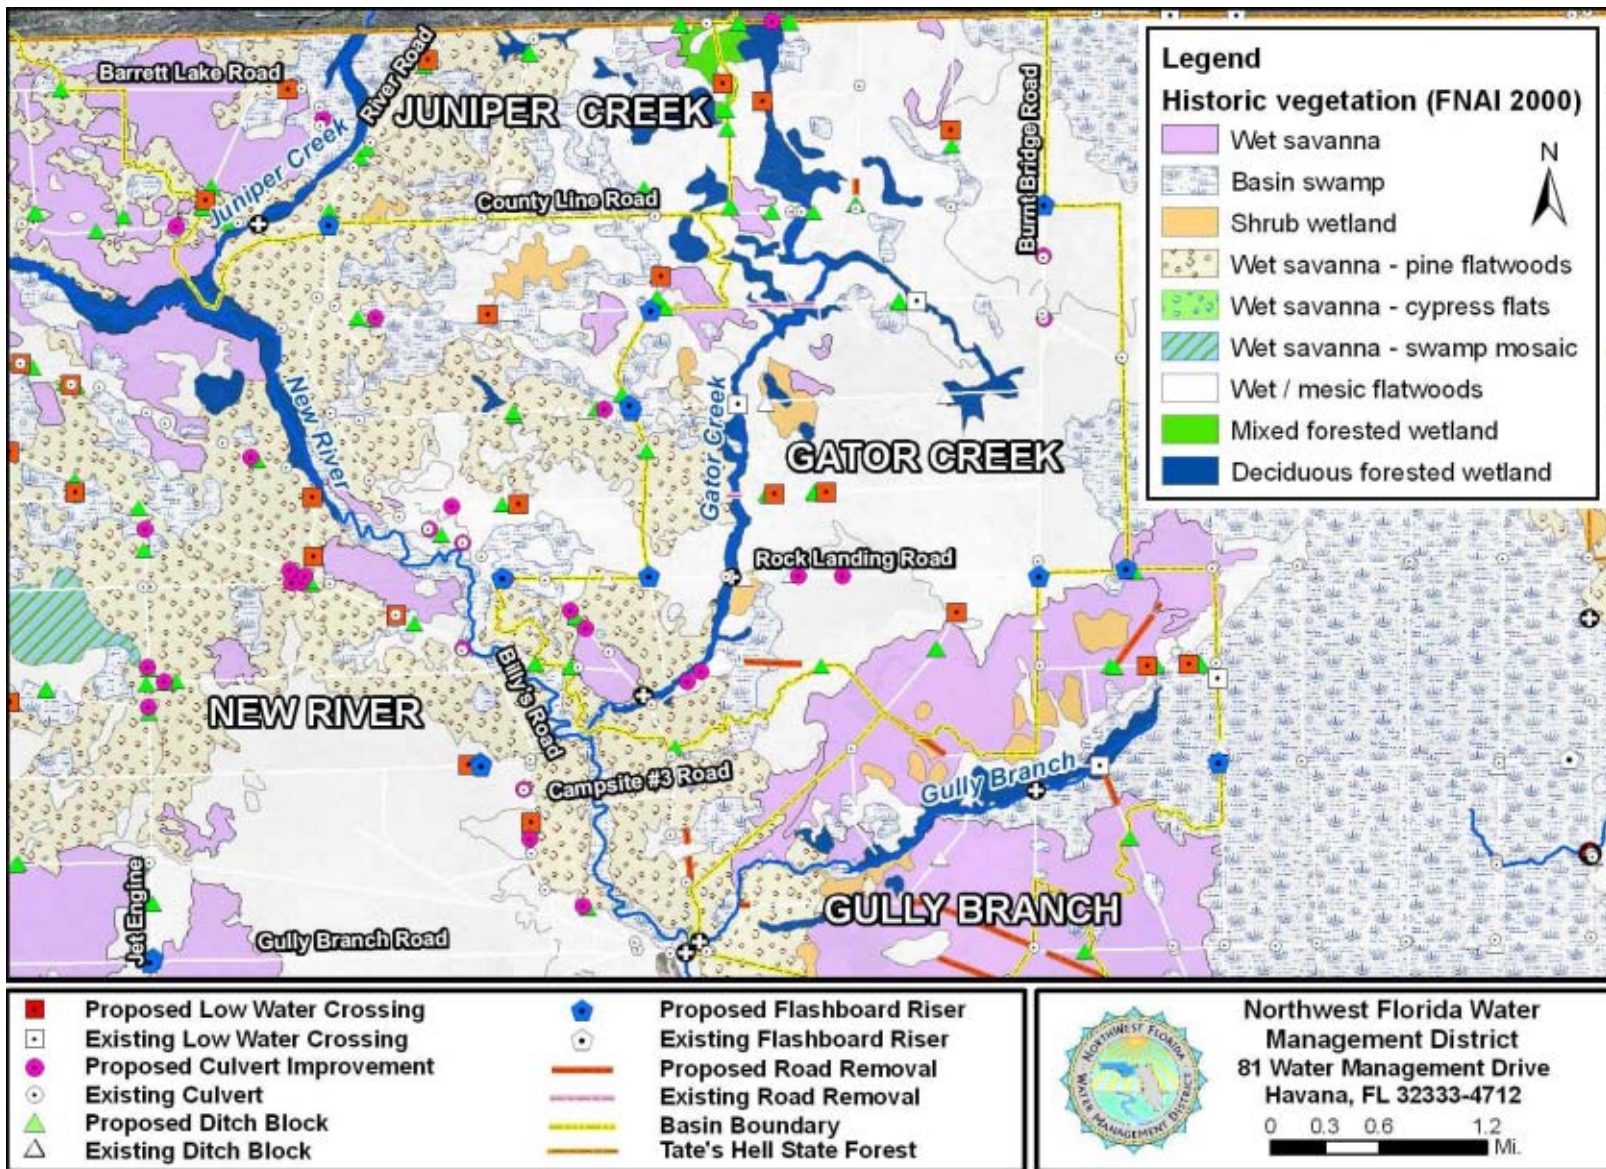 Barrett Lake Road
River Road
JUNIPER CREEK
Juniper Creek
County Line Road
Burnt Bridge Road
New River
Gator Creek
GATOR CREEK
Rock Landing Road
NEW RIVER
Billy's Road
Campsite #3 Road
Gully Branch
GULLY BRANCH
Jet Engine
Gully Branch Road
Legend
Historic vegetation (FNAI 2000)
Wet savanna
Basin swamp
Shrub wetland
Wet savanna - pine flatwoods
Wet savanna - cypress flats
Wet savanna - swamp mosaic
Wet / mesic flatwoods
Mixed forested wetland
Deciduous forested wetland
N
Proposed Low Water Crossing
Existing Low Water Crossing
Proposed Culvert Improvement
Existing Culvert
Proposed Ditch Block
Existing Ditch Block
Proposed Flashboard Riser
Existing Flashboard Riser
Proposed Road Removal
Existing Road Removal
Basin Boundary
Tate's Hell State Forest
NORTHWEST FLORIDA
WATER MANAGEMENT DISTRICT
Northwest Florida Water
Management District
81 Water Management Drive
Havana, FL 32333-4712
0 0.3 0.6 1.2
Mi.